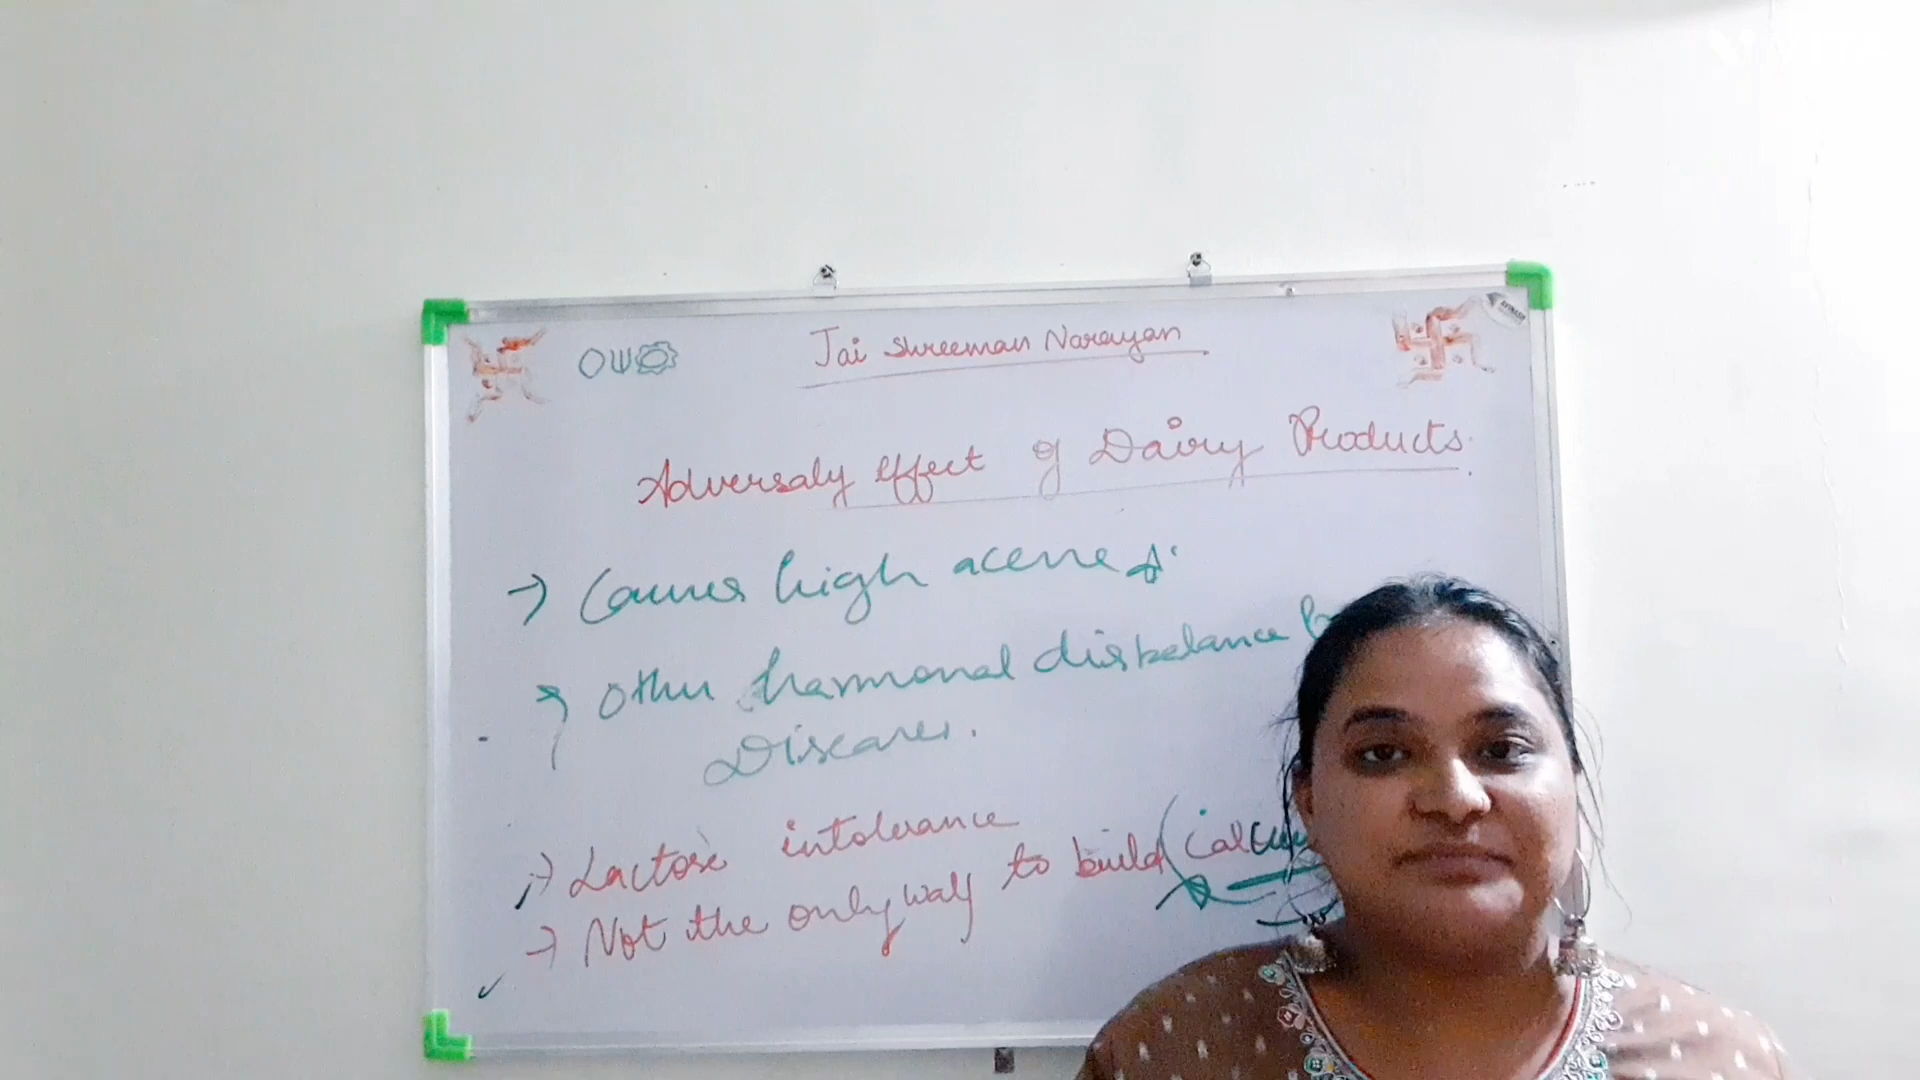 Jai Shreeman Narayan
Adversaly effect of Dairy Products.
→ Causes high acene
→ Other harmonal disbalance
Diseases.
→ Lactose intolerance
→ Not the only way to build